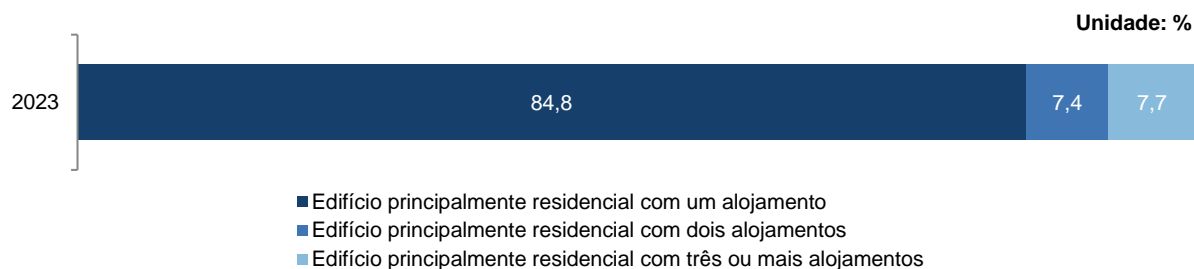 Unidade: %
2023
84,8
7,4
7,7
Edifício principalmente residencial com um alojamento
Edifício principalmente residencial com dois alojamentos
Edifício principalmente residencial com três ou mais alojamentos